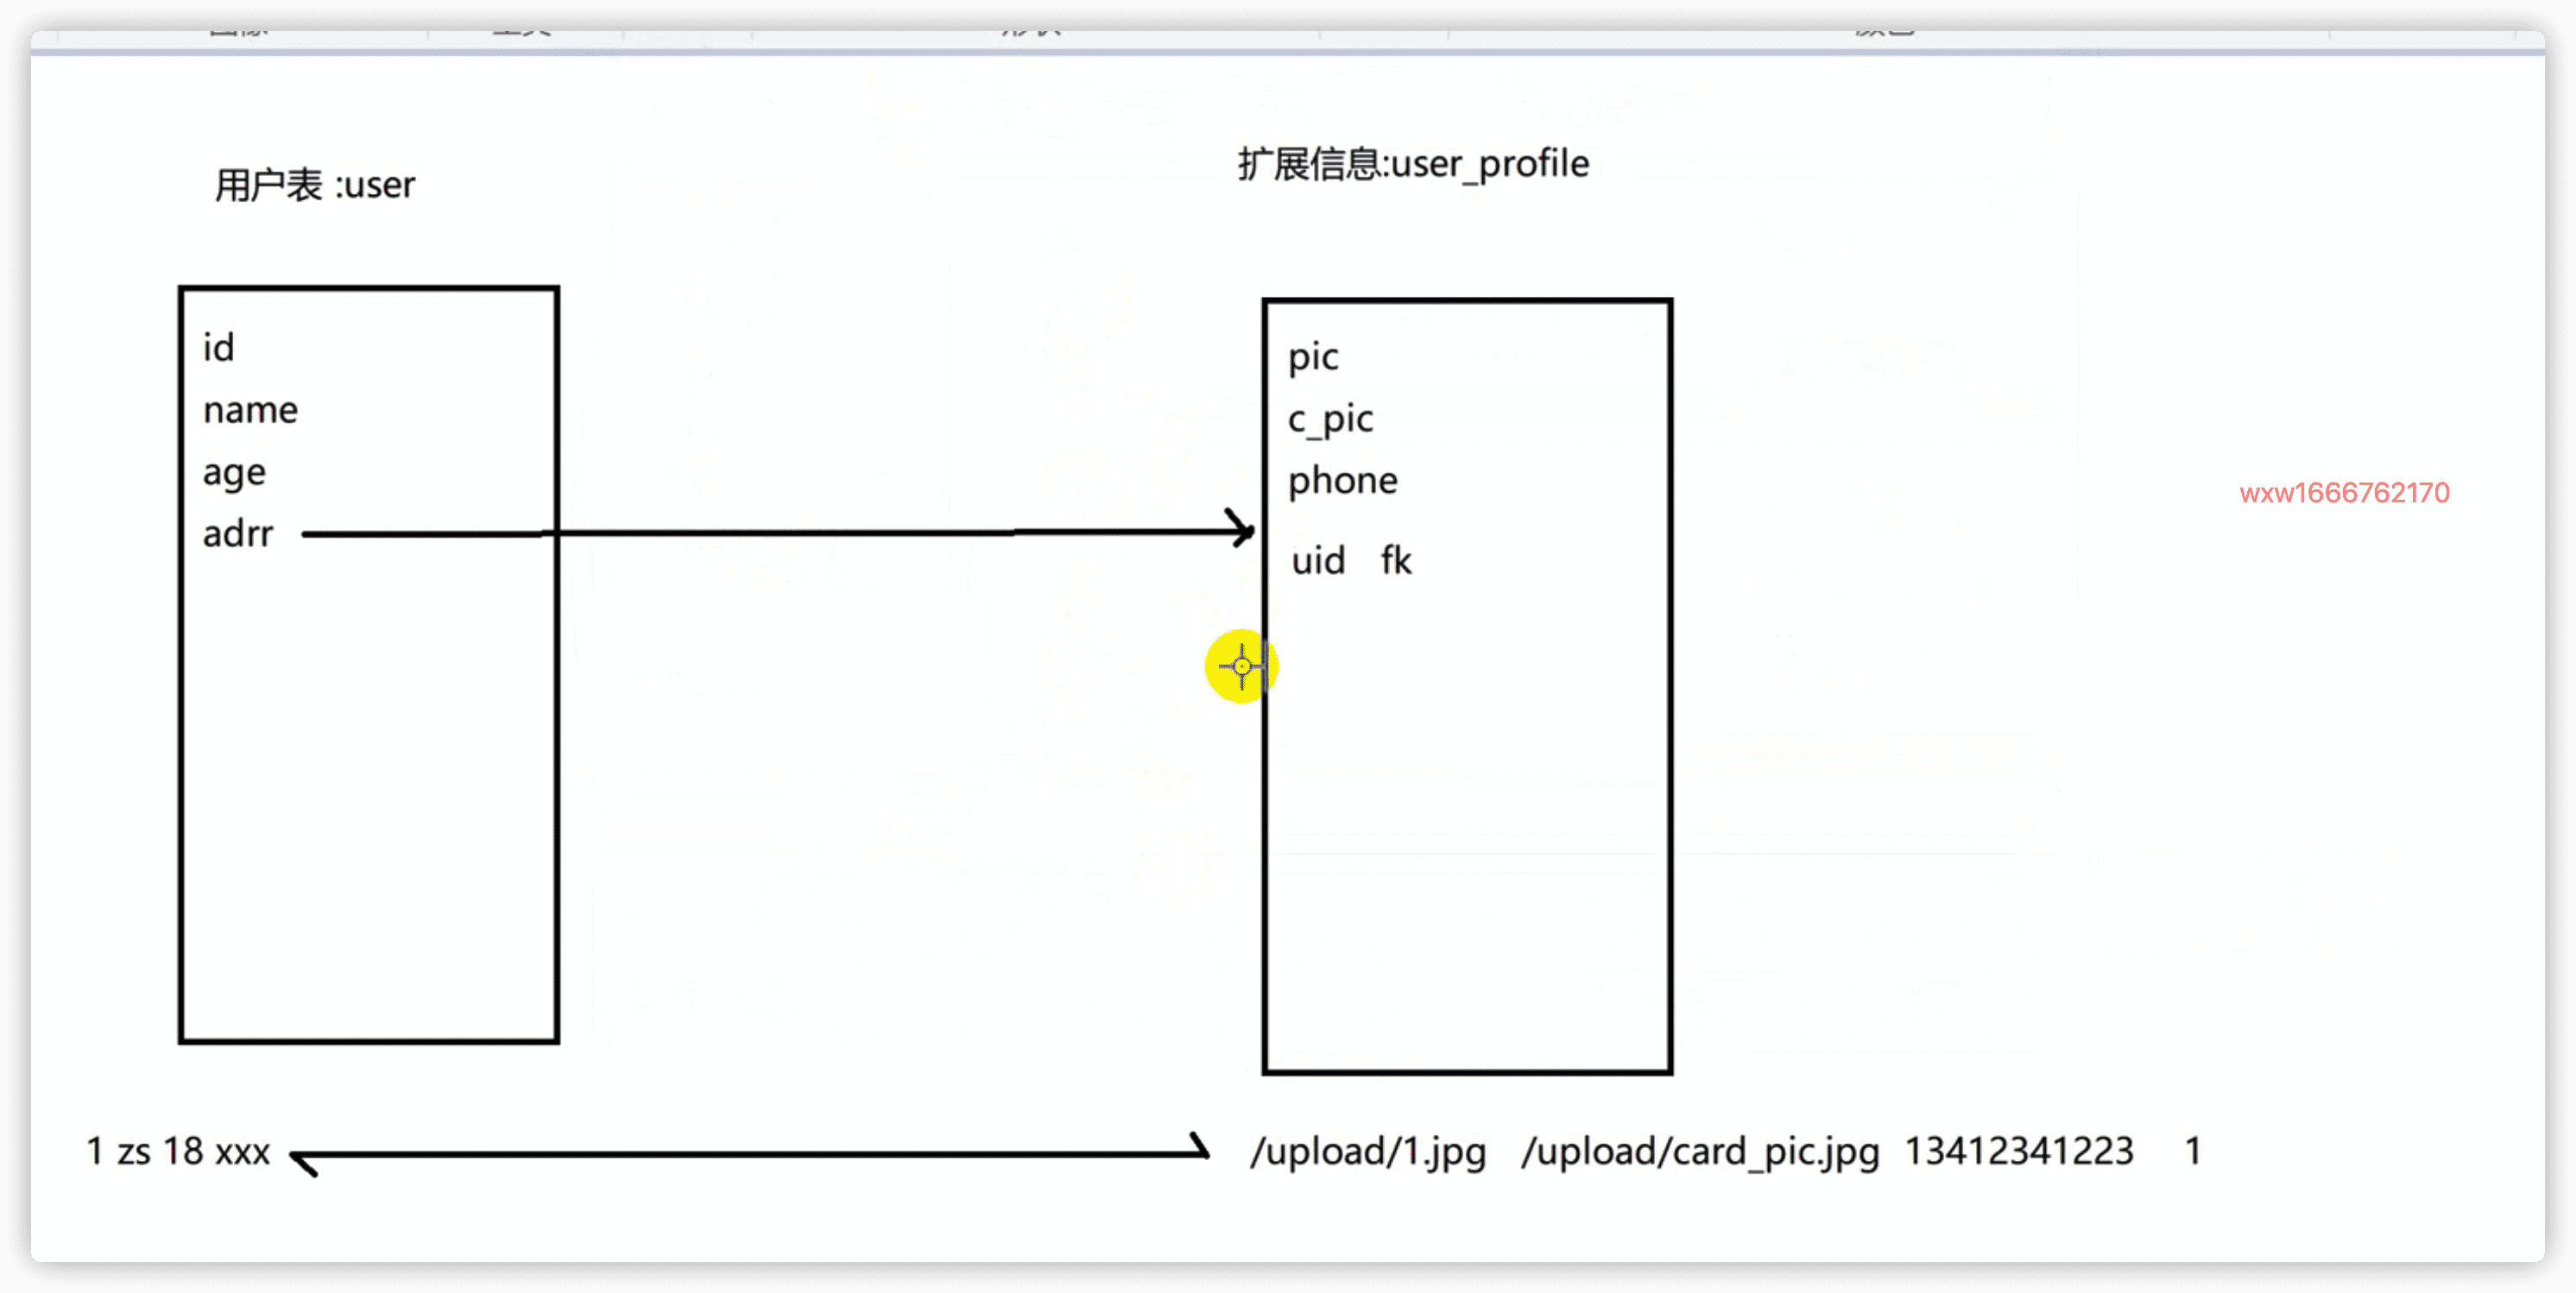 用户表 :user
扩展信息:user_profile
id
name
age
adrr
pic
c_pic
phone
uid fk
wxw1666762170
1 zs 18 xxx
/upload/1.jpg /upload/card_pic.jpg 13412341223 1